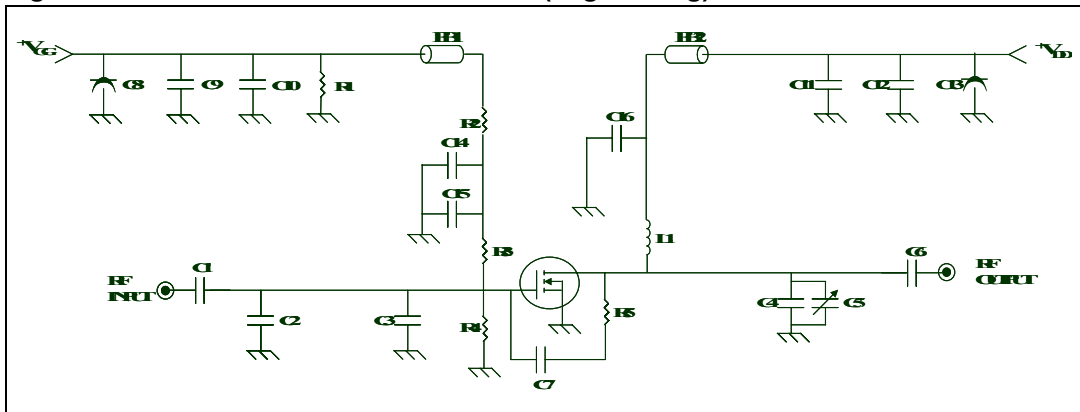 +VGG
FB1
FB2
+VDD
C8
C9
C10
R1
R2
C14
C15
C16
C11
C12
C13
R3
L1
RF
INPUT
C1
C2
C3
R4
R5
C7
C4
C5
C6
RF
OUTPUT